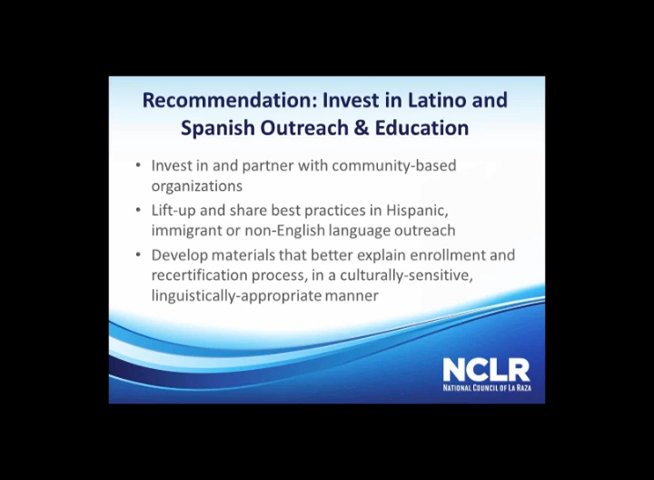 Recommendation: Invest in Latino and
Spanish Outreach & Education
• Invest in and partner with community-based
organizations
• Lift-up and share best practices in Hispanic,
immigrant or non-English language outreach
• Develop materials that better explain enrollment and
recertification process, in a culturally-sensitive,
linguistically-appropriate manner
NCLR
NATIONAL COUNCIL OF LA RAZA